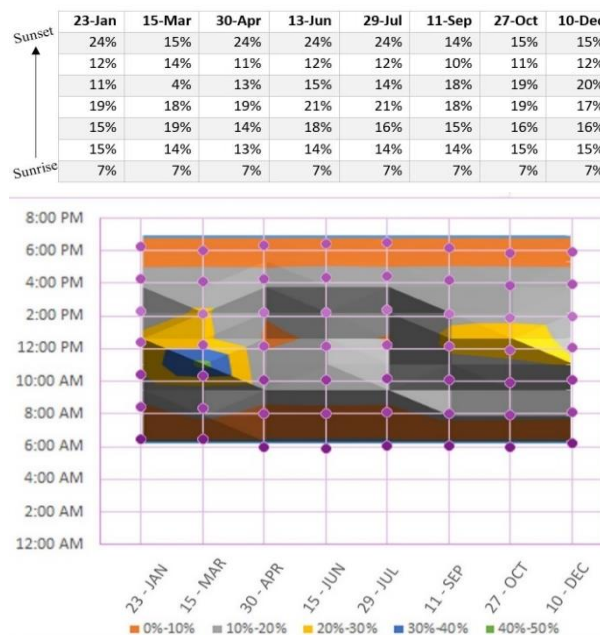 23-Jan 15-Mar 30-Apr 13-Jun 29-Jul 11-Sep 27-Oct 10-Dec
Sunset
24% 15% 24% 24% 24% 14% 15% 15%
12% 14% 11% 12% 12% 10% 11% 12%
11% 4% 13% 15% 14% 18% 19% 20%
19% 18% 19% 21% 21% 18% 19% 17%
15% 19% 14% 18% 16% 15% 16% 16%
15% 14% 13% 14% 14% 14% 15% 15%
Sunrise
7% 7% 7% 7% 7% 7% 7% 7%
8:00 PM
6:00 PM
4:00 PM
2:00 PM
12:00 PM
10:00 AM
8:00 AM
6:00 AM
4:00 AM
2:00 AM
12:00 AM
23 - JAN
15 - MAR
30 - APR
15 - JUN
29 - JUL
11 - SEP
27 - OCT
10 - DEC
0%-10% 10%-20% 20%-30% 30%-40% 40%-50%